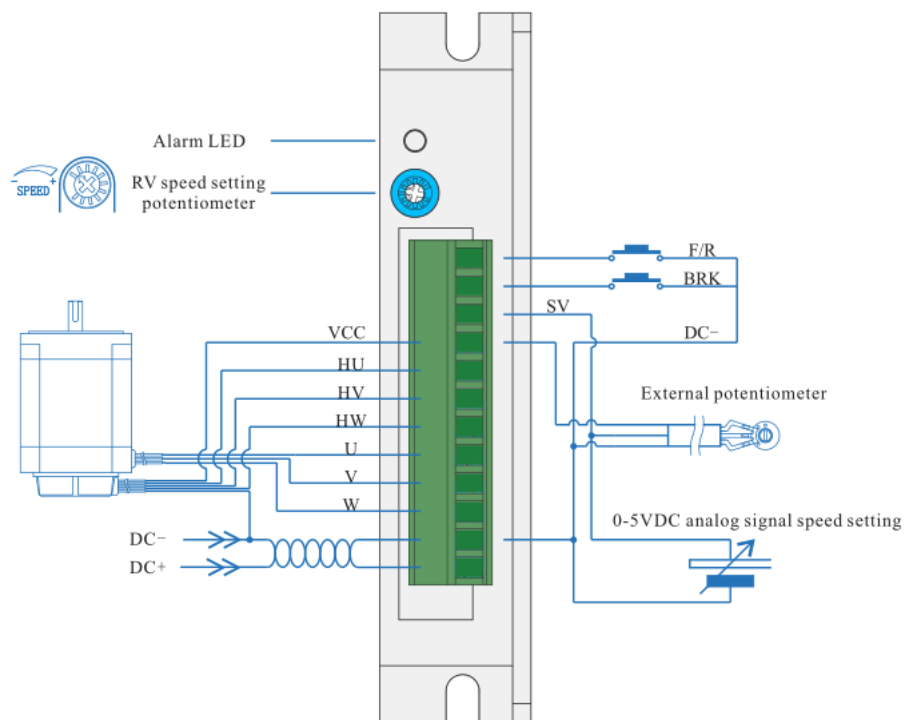 Alarm LED
- SPEED +
RV speed setting
potentiometer
F/R
BRK
SV
VCC
DC-
HU
HV
External potentiometer
HW
U
V
W
0-5VDC analog signal speed setting
DC-
DC+